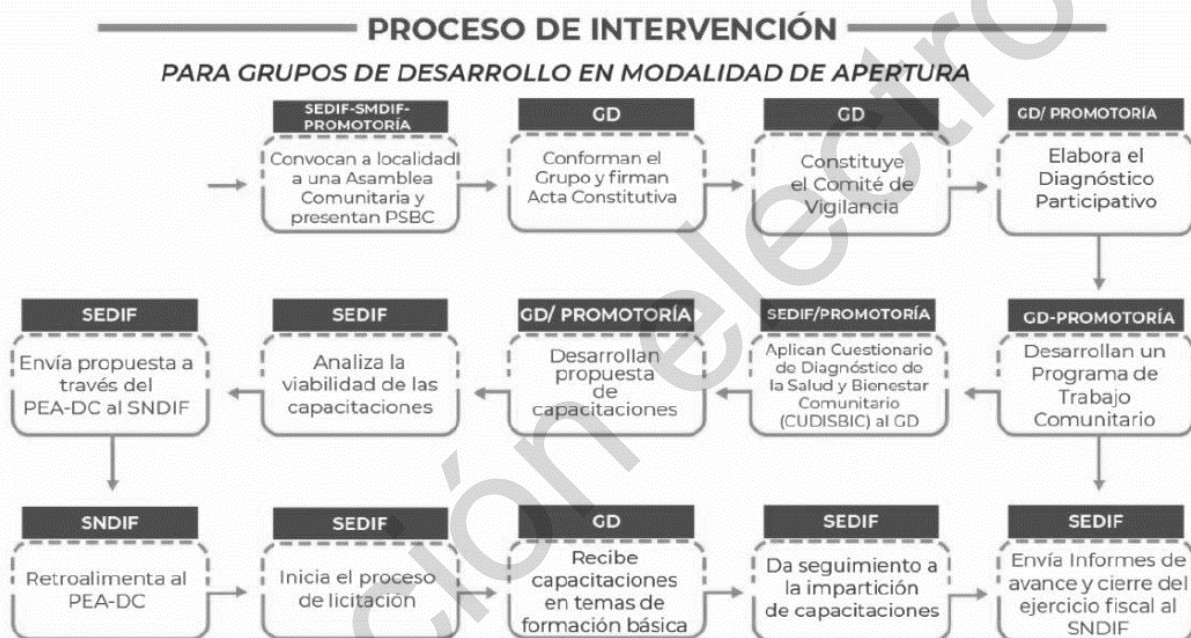 PROCESO DE INTERVENCIÓN
PARA GRUPOS DE DESARROLLO EN MODALIDAD DE APERTURA
SEDIF-SMDIF-
PROMOTORÍA
Convocan a localidad
a una Asamblea
Comunitaria y
presentan PSBC
GD
Conforman el
Grupo y firman
Acta Constitutiva
GD
Constituye
el Comité de
Vigilancia
GD/ PROMOTORÍA
Elabora el
Diagnóstico
Participativo
SEDIF
Envía propuesta a
través del
PEA-DC al SNDIF
SEDIF
Analiza la
viabilidad de las
capacitaciones
GD/ PROMOTORÍA
Desarrollan
propuesta
de
capacitaciones
SEDIF/PROMOTORÍA
Aplican Cuestionario
de Diagnóstico de
la Salud y Bienestar
Comunitario
(CUDISBIC) al GD
GD-PROMOTORÍA
Desarrollan un
Programa de
Trabajo
Comunitario
SNDIF
Retroalimenta al
PEA-DC
SEDIF
Inicia el proceso
de licitación
GD
Recibe
capacitaciones
en temas de
formación básica
SEDIF
Da seguimiento a
la impartición
de capacitaciones
SEDIF
Envía Informes de
avance y cierre del
ejercicio fiscal al
SNDIF
ción electro